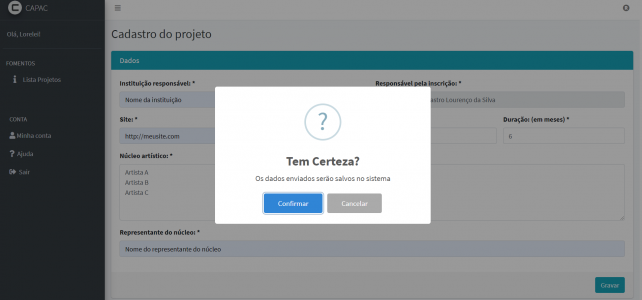 CAPAC
Olá, Lorelei!
Cadastro do projeto
Dados
FOMENTOS
Lista Projetos
Instituição responsável: *
Responsável pela inscrição: *
Nome da instituição
astro Lourenço da Silva
Site: *
Duração: (em meses) *
http://meusite.com
6
CONTA
Minha conta
Ajuda
Sair
Núcleo artístico: *
Artista A
Artista B
Artista C
?
Tem Certeza?
Os dados enviados serão salvos no sistema
Confirmar
Cancelar
Representante do núcleo: *
Nome do representante do núcleo
Gravar